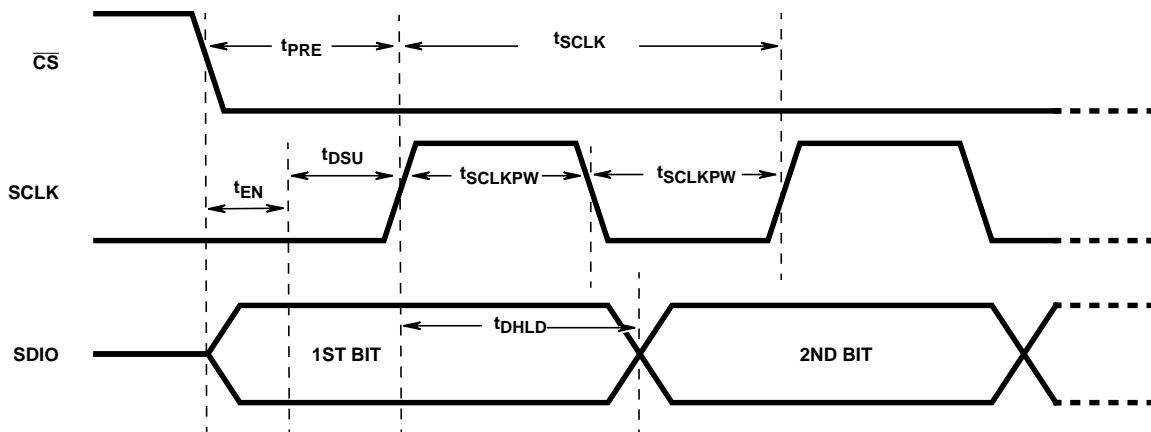 CS
tPRE
tSCLK
SCLK
tEN
tDSU
tSCLKPW
tSCLKPW
SDIO
1ST BIT
tDHLD
2ND BIT